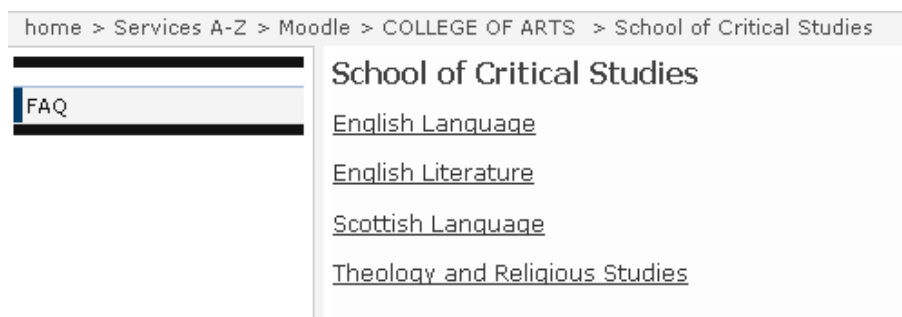 home > Services A-Z > Moodle > COLLEGE OF ARTS > School of Critical Studies
FAQ
School of Critical Studies
English Language
English Literature
Scottish Language
Theology and Religious Studies